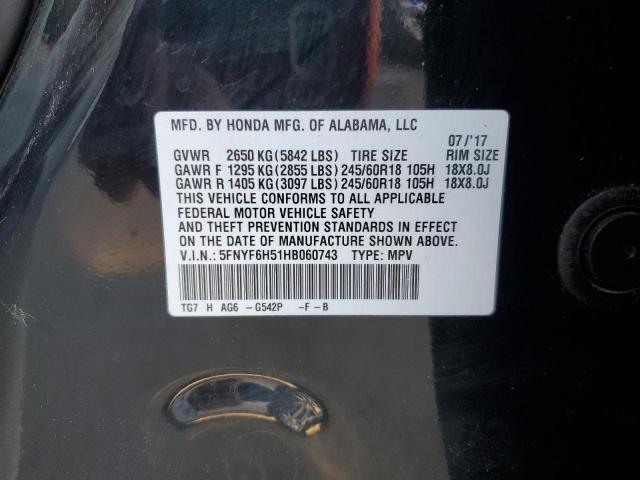 MFD. BY HONDA MFG. OF ALABAMA, LLC
07/'17
GVWR 2650 KG (5842 LBS) TIRE SIZE RIM SIZE
GAWR F 1295 KG (2855 LBS) 245/60R18 105H 18X8.0J
GAWR R 1405 KG (3097 LBS) 245/60R18 105H 18X8.0J
THIS VEHICLE CONFORMS TO ALL APPLICABLE
FEDERAL MOTOR VEHICLE SAFETY
AND THEFT PREVENTION STANDARDS IN EFFECT
ON THE DATE OF MANUFACTURE SHOWN ABOVE.
V.I.N.: 5FNYF6H51HB060743 TYPE: MPV
TG7 H AG6 -G542P -F-B